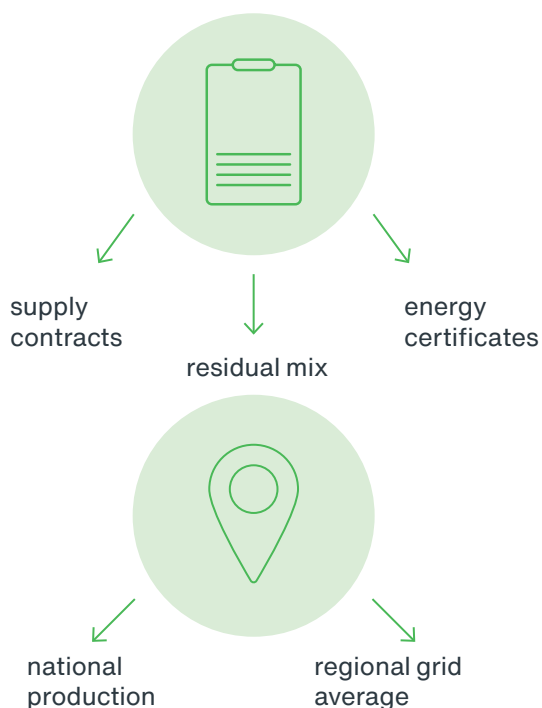 supply
contracts
energy
certificates
residual mix
national
production
regional grid
average